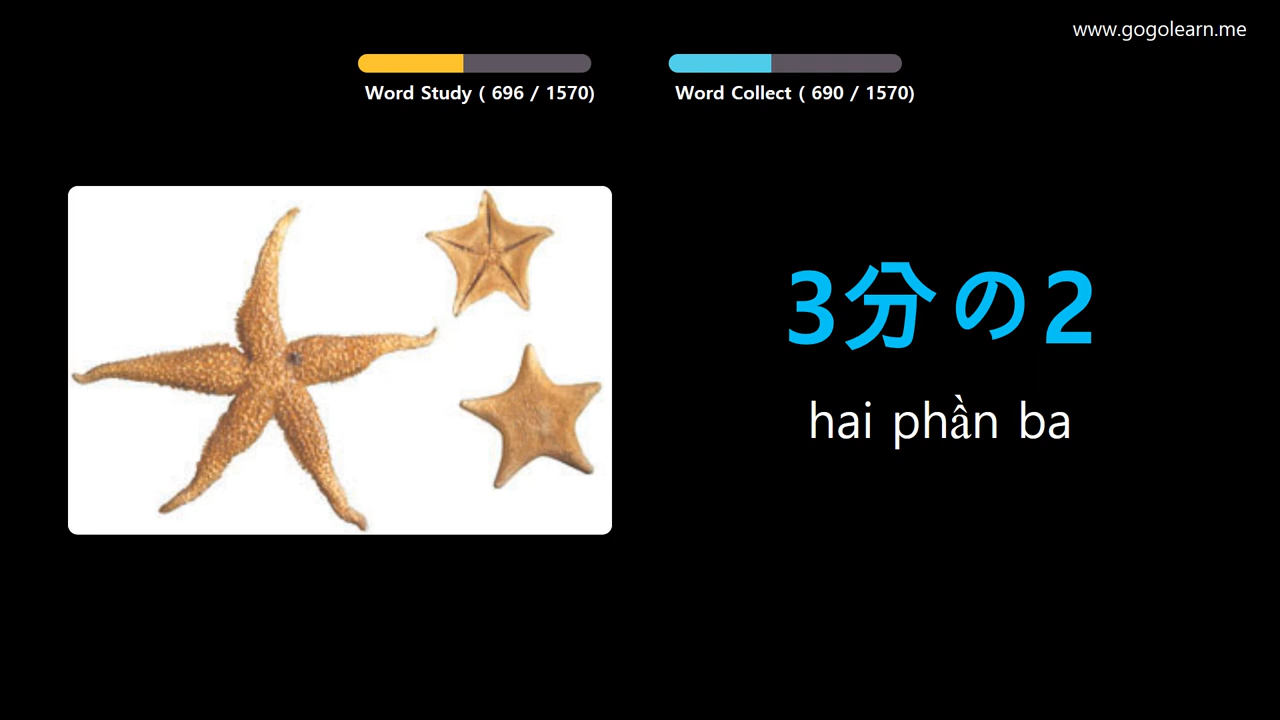 www.gogolearn.me
Word Study ( 696 / 1570)
Word Collect ( 690 / 1570)
3分の2
hai phần ba